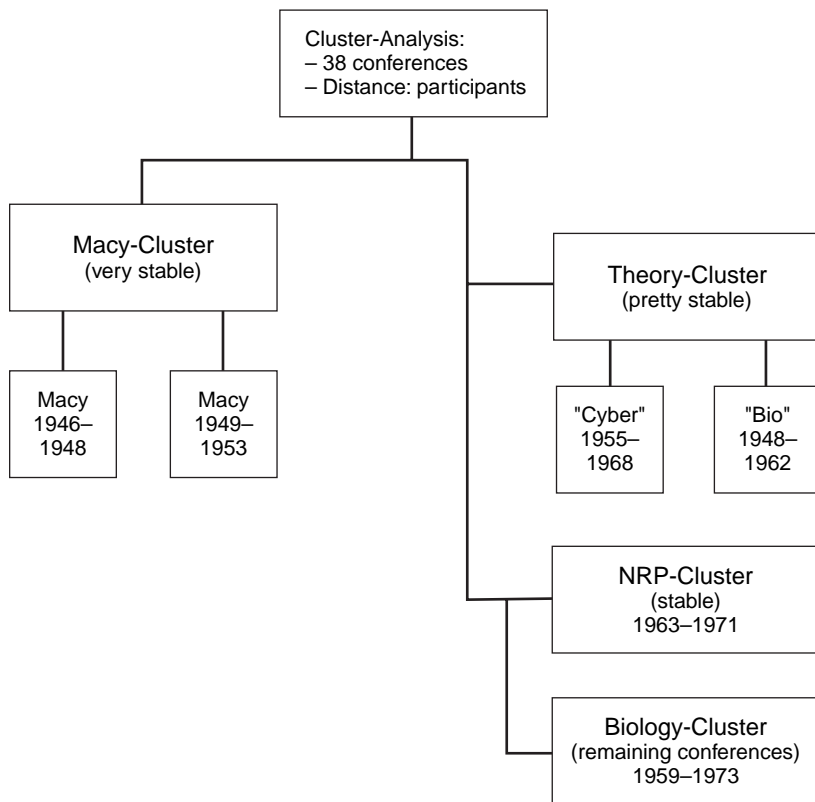 Cluster-Analysis:
– 38 conferences
– Distance: participants
Macy-Cluster
(very stable)
Macy
1946–
1948
Macy
1949–
1953
Theory-Cluster
(pretty stable)
"Cyber"
1955–
1968
"Bio"
1948–
1962
NRP-Cluster
(stable)
1963–1971
Biology-Cluster
(remaining conferences)
1959–1973